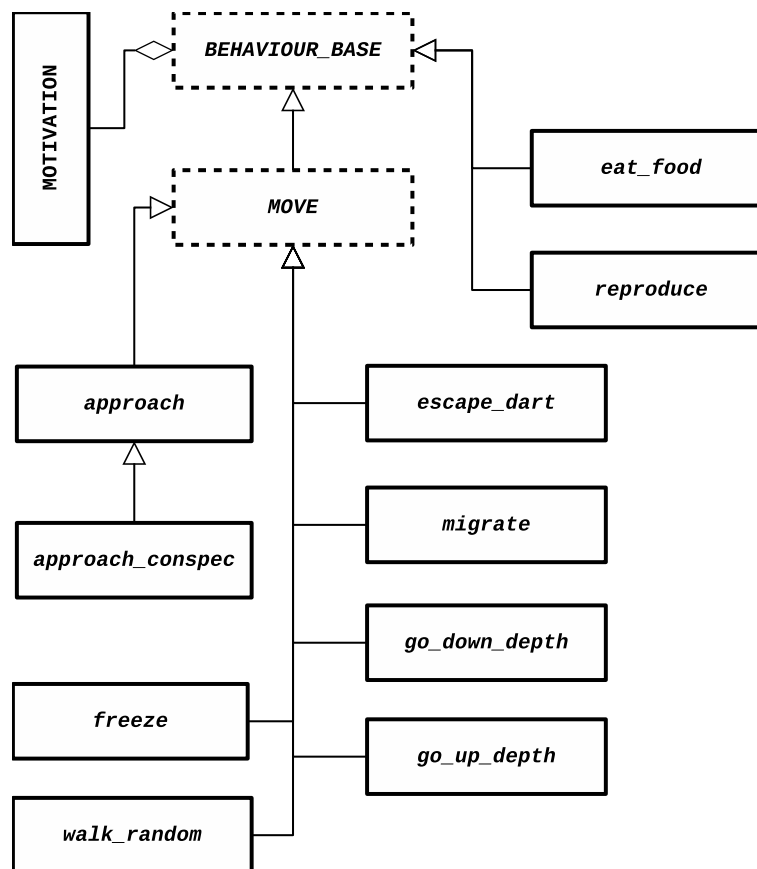 MOTIVATION
BEHAVIOUR_BASE
eat_food
MOVE
reproduce
approach
escape_dart
migrate
approach_conspec
go_down_depth
freeze
go_up_depth
walk_random